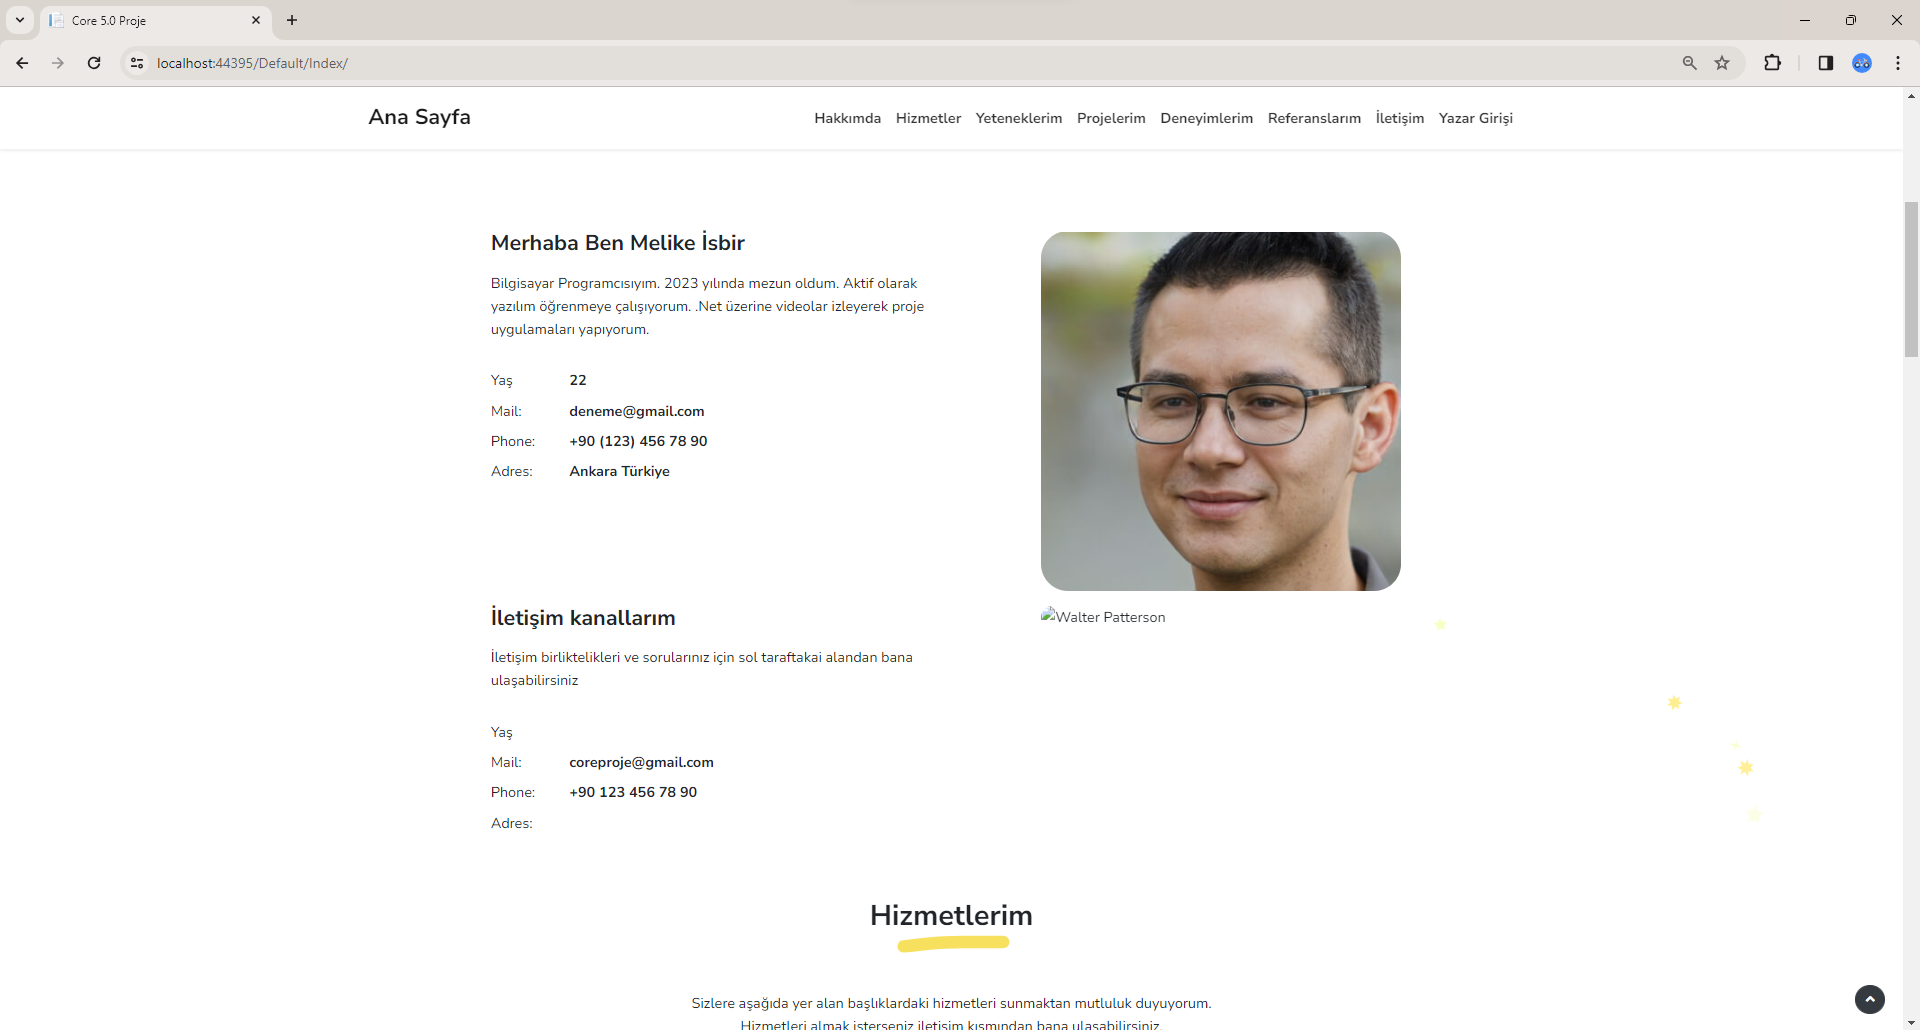 Core 5.0 Proje
localhost:44395/Default/Index/
Ana Sayfa
Hakkımda Hizmetler Yeteneklerim Projelerim Deneyimlerim Referanslarım İletişim Yazar Girişi
Merhaba Ben Melike İsbir
Bilgisayar Programcısıyım. 2023 yılında mezun oldum. Aktif olarak
yazılım öğrenmeye çalışıyorum. .Net üzerine videolar izleyerek proje
uygulamaları yapıyorum.
Yaş 22
Mail: deneme@gmail.com
Phone: +90 (123) 456 78 90
Adres: Ankara Türkiye
İletişim kanallarım
Walter Patterson
İletişim birliktelikleri ve sorularınız için sol taraftakai alandan bana
ulaşabilirsiniz
Yaş
Mail: coreproje@gmail.com
Phone: +90 123 456 78 90
Adres:
Hizmetlerim
Sizlere aşağıda yer alan başlıklardaki hizmetleri sunmaktan mutluluk duyuyorum.
Hizmetleri almak isterseniz iletişim kısmından bana ulaşabilirsiniz.